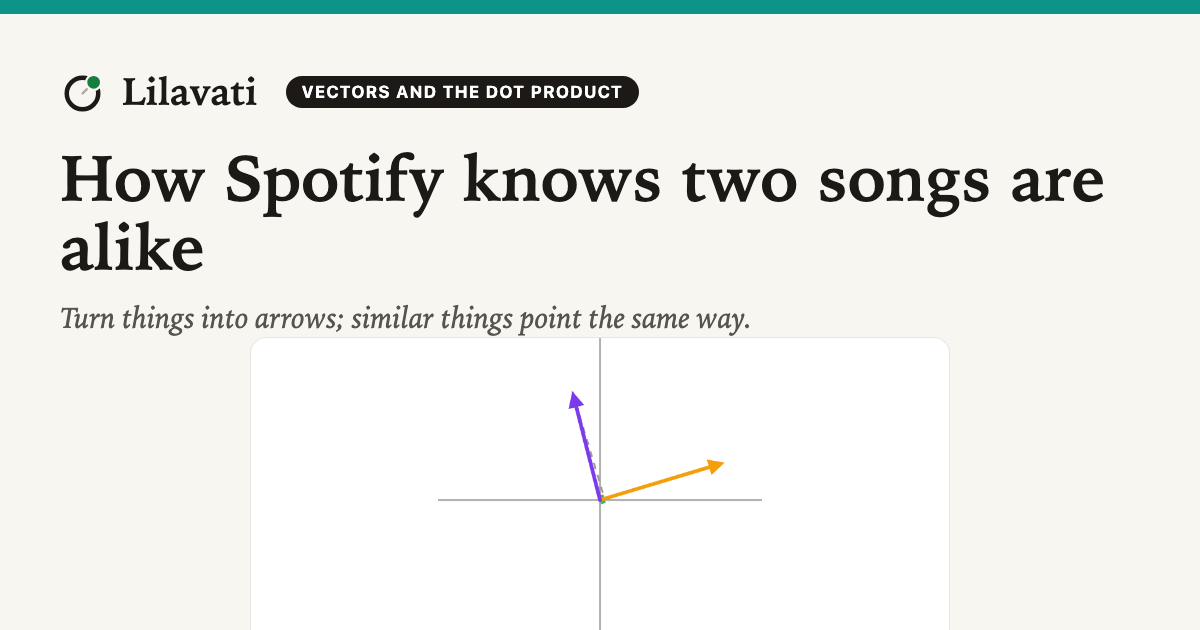 Lilavati
VECTORS AND THE DOT PRODUCT
How Spotify knows two songs are
alike
Turn things into arrows; similar things point the same way.